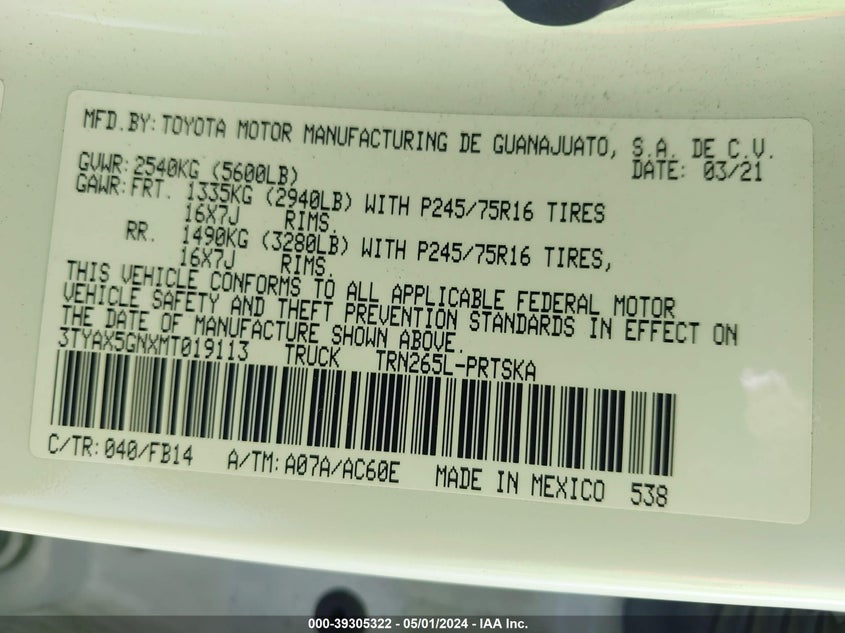 MFD.BY: TOYOTA MOTOR MANUFACTURING DE GUANAJUATO, S.A. DE C.V.
GVWR: 2540KG (5600LB) DATE: 03/21
GAWR: FRT. 1335KG (2940LB) WITH P245/75R16 TIRES
16X7J RIMS.
RR. 1490KG (3280LB) WITH P245/75R16 TIRES,
16X7J RIMS.
THIS VEHICLE CONFORMS TO ALL APPLICABLE FEDERAL MOTOR
VEHICLE SAFETY AND THEFT PREVENTION STANDARDS IN EFFECT ON
THE DATE OF MANUFACTURE SHOWN ABOVE.
3TYAX5GNXMT019113 TRUCK TRN265L-PRTSKA
C/TR: 040/FB14 A/TM: A07A/AC60E MADE IN MEXICO 538
000-39305322 - 05/01/2024 - IAA Inc.